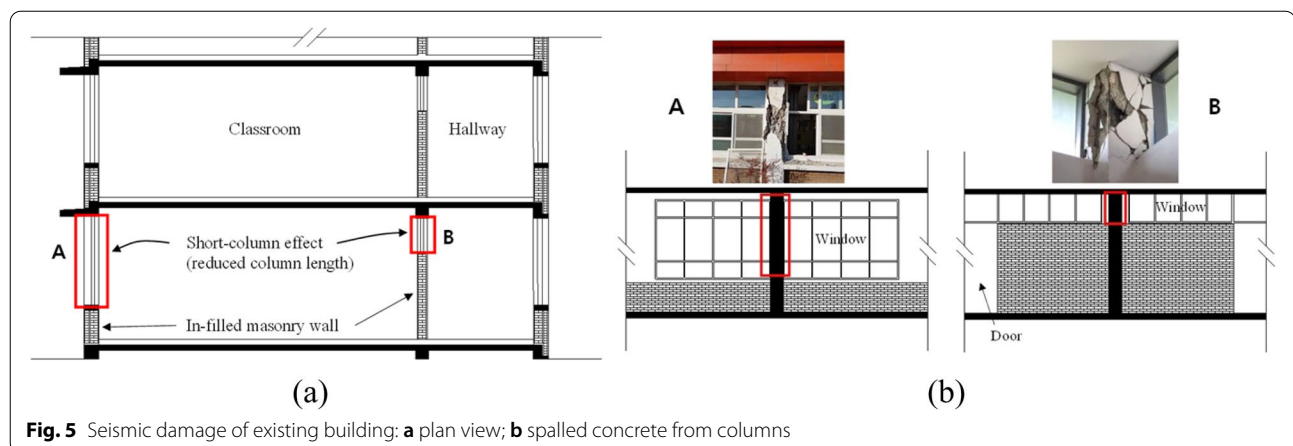 A
B
Classroom
Hallway
A
Short-column effect
(reduced column length)
B
In-filled masonry wall
Window
Window
Door
(a)
(b)
Fig. 5 Seismic damage of existing building: a plan view; b spalled concrete from columns